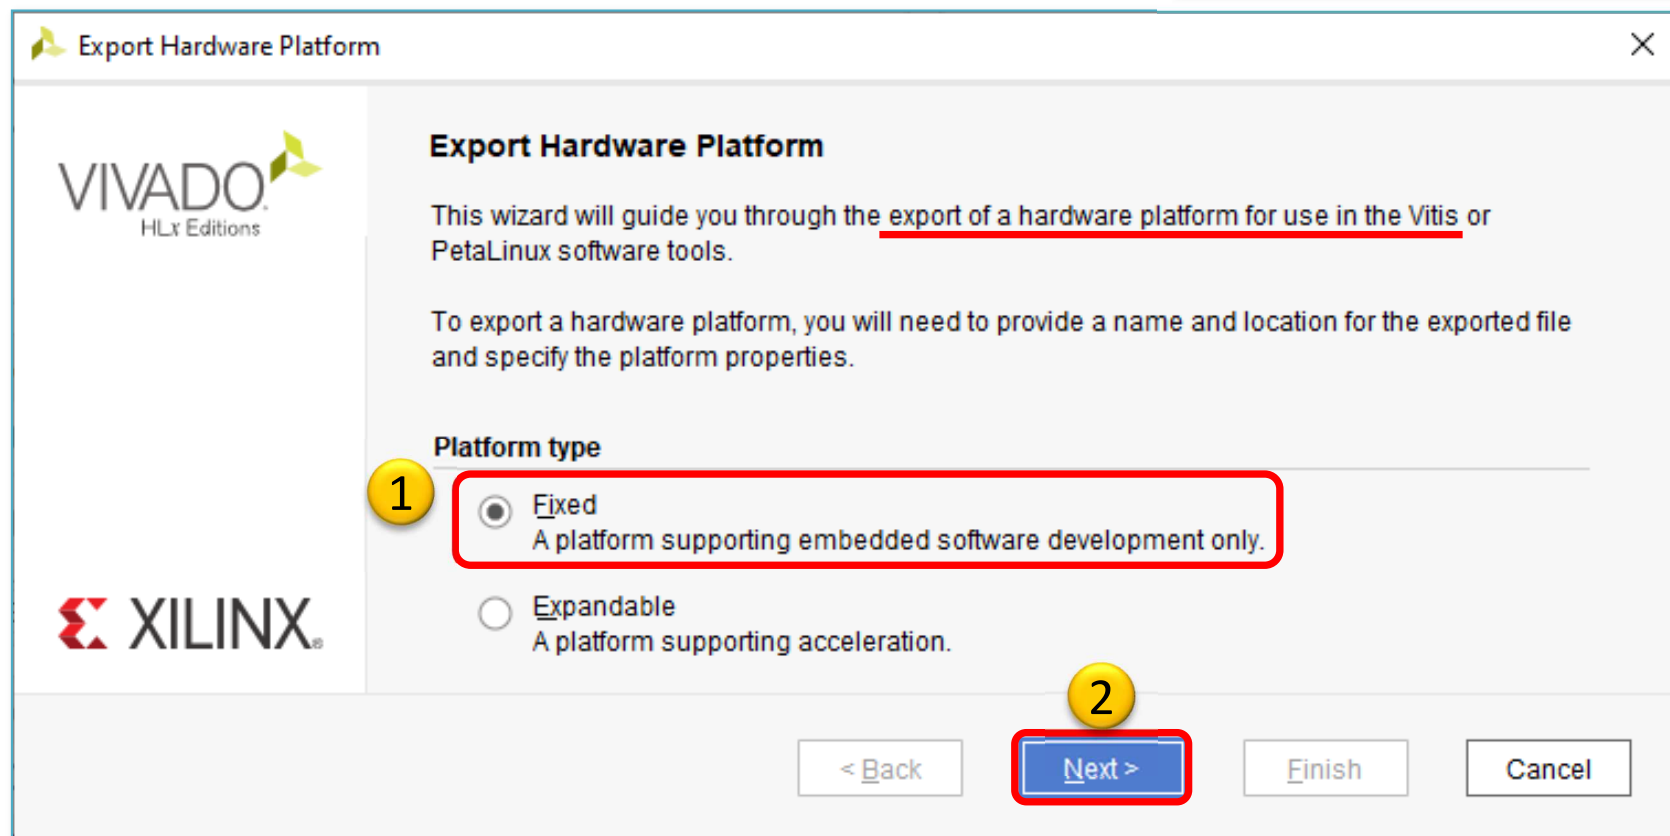 Export Hardware Platform
VIVADO.
HLx Editions
Export Hardware Platform
This wizard will guide you through the export of a hardware platform for use in the Vitis or
PetaLinux software tools.
To export a hardware platform, you will need to provide a name and location for the exported file
and specify the platform properties.
Platform type
1
Fixed
A platform supporting embedded software development only.
Expandable
A platform supporting acceleration.
XILINX®
2
< Back
Next >
Finish
Cancel